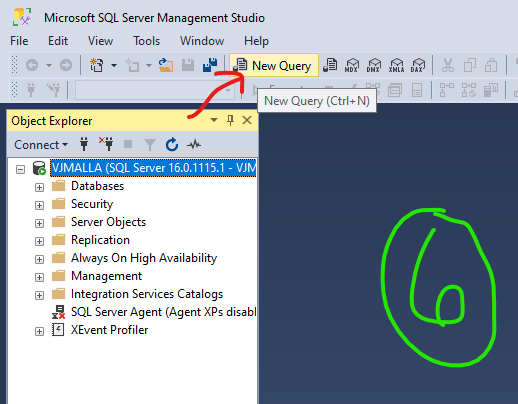 Microsoft SQL Server Management Studio
File Edit View Tools Window Help
New Query MDX DMX XMLA DAX
New Query (Ctrl+N)
Object Explorer
Connect
VJMALLA (SQL Server 16.0.1115.1 - VJM
Databases
Security
Server Objects
Replication
Always On High Availability
Management
Integration Services Catalogs
SQL Server Agent (Agent XPs disabl
XEvent Profiler
6